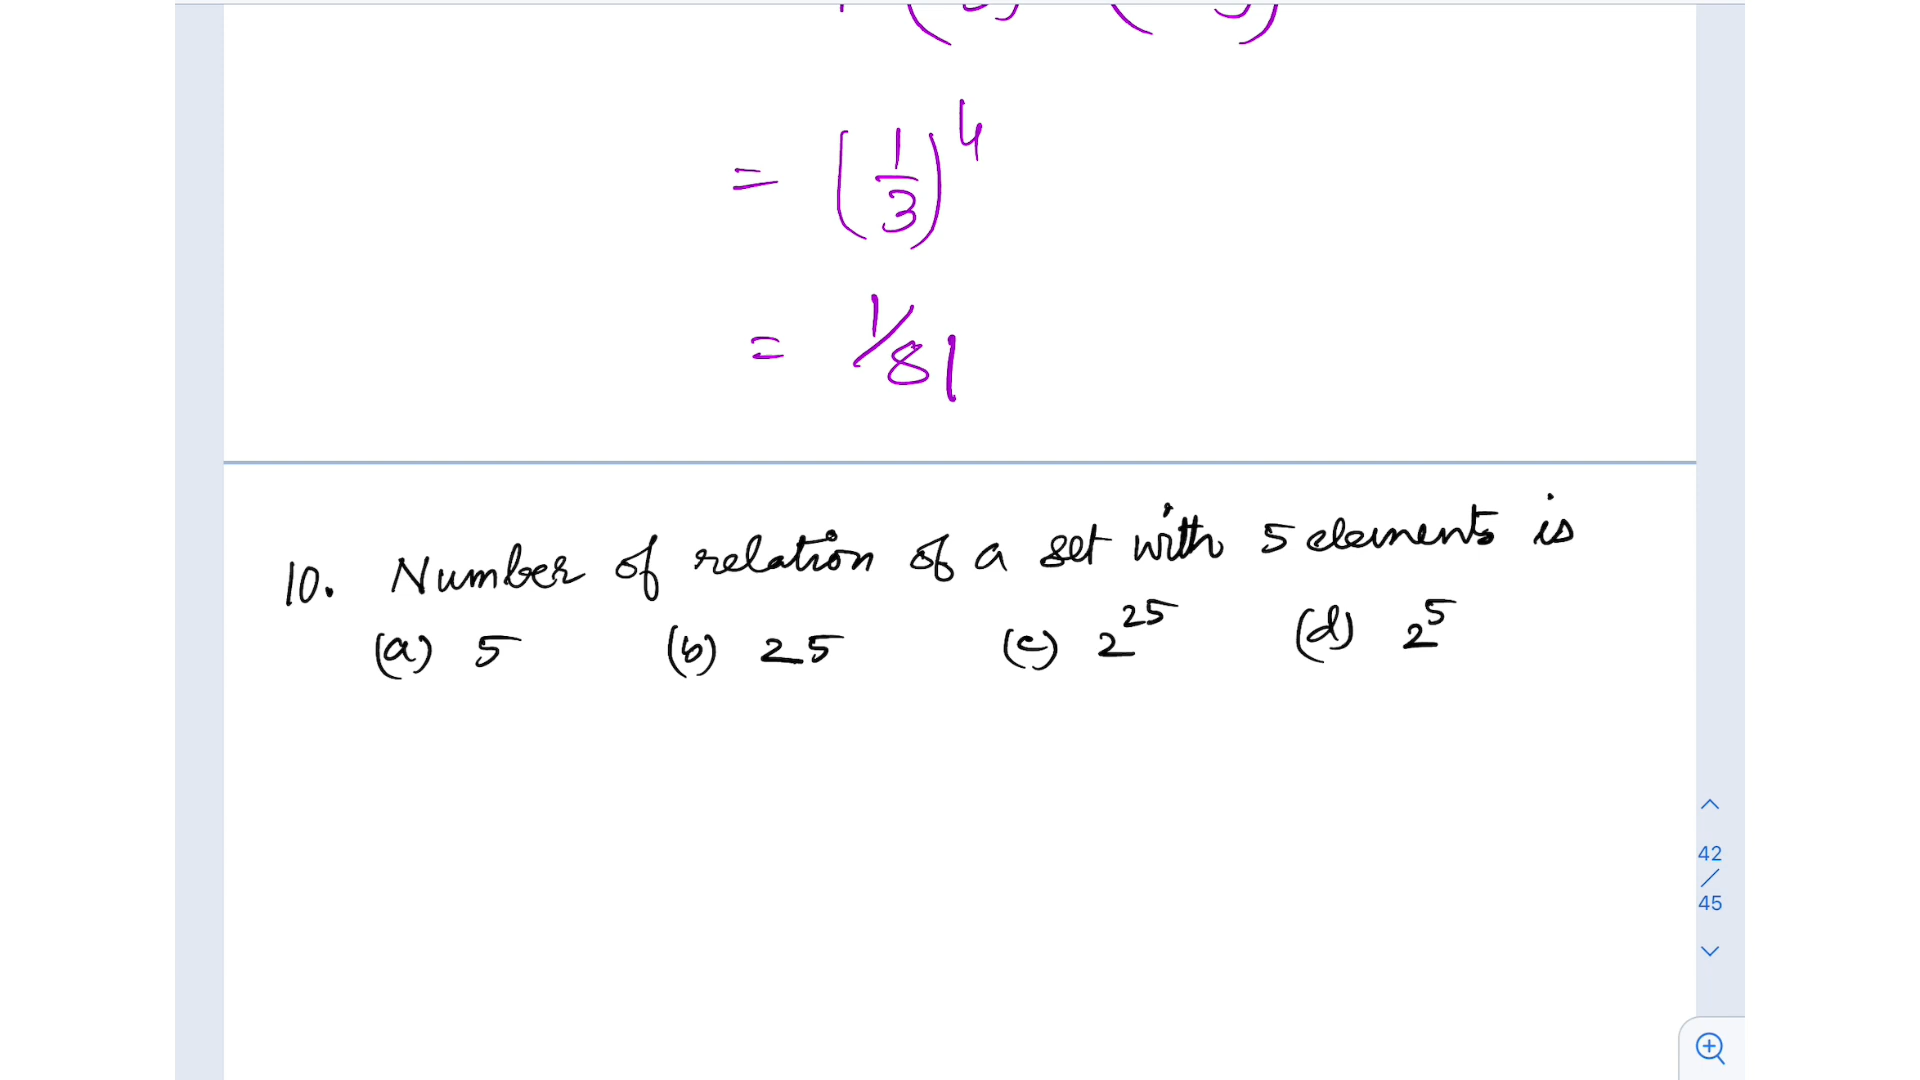 = (1/3)^4
= 1/81
10. Number of relation of a set with 5 elements is
(a) 5 (b) 25 (c) 2^25 (d) 2^5
42
/
45